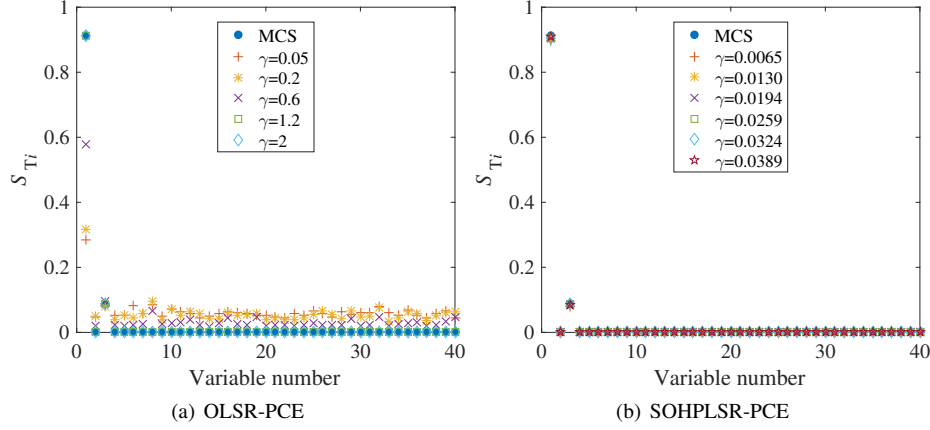 1
0.8
0.6
0.4
0.2
0
S Ti
0 10 20 30 40
Variable number
MCS
γ=0.05
γ=0.2
γ=0.6
γ=1.2
γ=2
(a) OLSR-PCE
1
0.8
0.6
0.4
0.2
0
S Ti
0 10 20 30 40
Variable number
MCS
γ=0.0065
γ=0.0130
γ=0.0194
γ=0.0259
γ=0.0324
γ=0.0389
(b) SOHPLSR-PCE